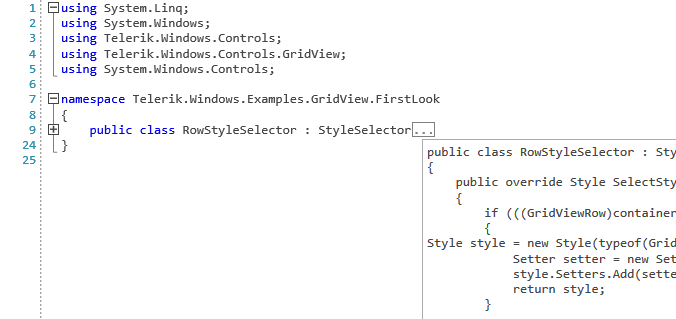 1 using System.Linq;
2 using System.Windows;
3 using Telerik.Windows.Controls;
4 using Telerik.Windows.Controls.GridView;
5 using System.Windows.Controls;
6
7 namespace Telerik.Windows.Examples.GridView.FirstLook
8 {
9 public class RowStyleSelector : StyleSelector...
24 }
25
public class RowStyleSelector : Sty
{
public override Style SelectSty
{
if (((GridViewRow)container
{
Style style = new Style(typeof(Grid
Setter setter = new Set
style.Setters.Add(sette
return style;
}